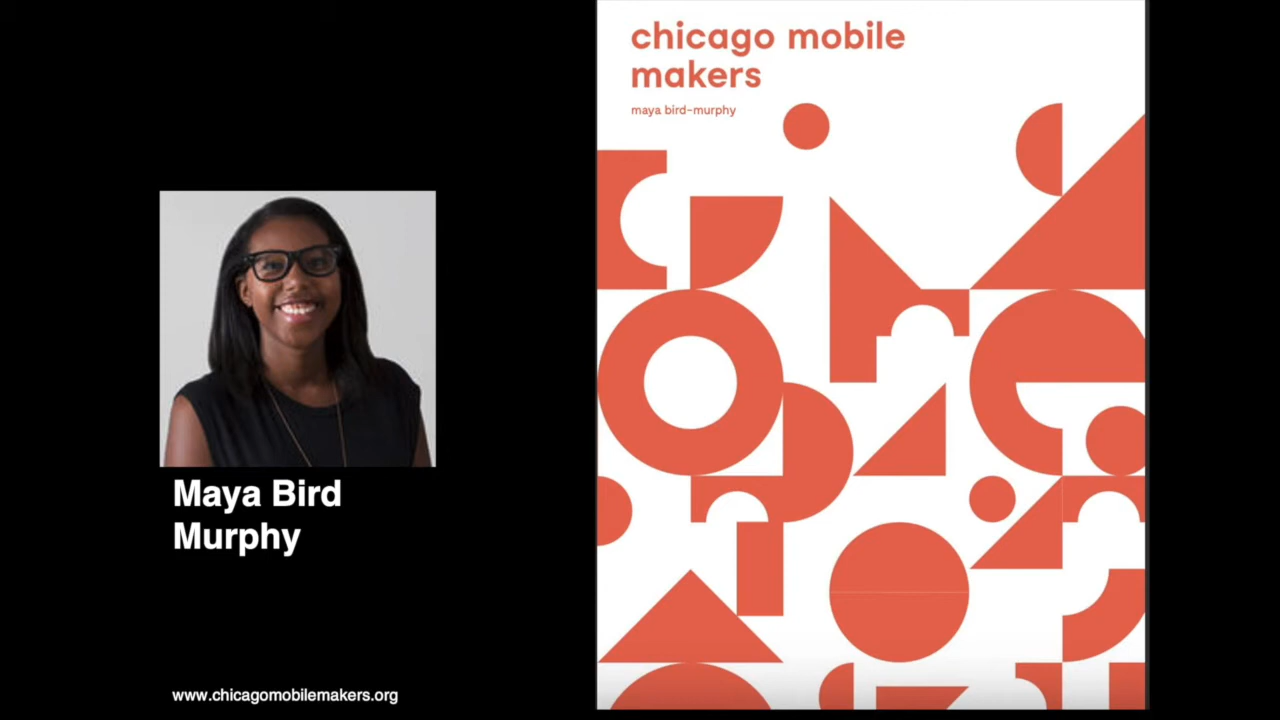 chicago mobile
makers
maya bird-murphy
Maya Bird
Murphy
www.chicagomobilemakers.org